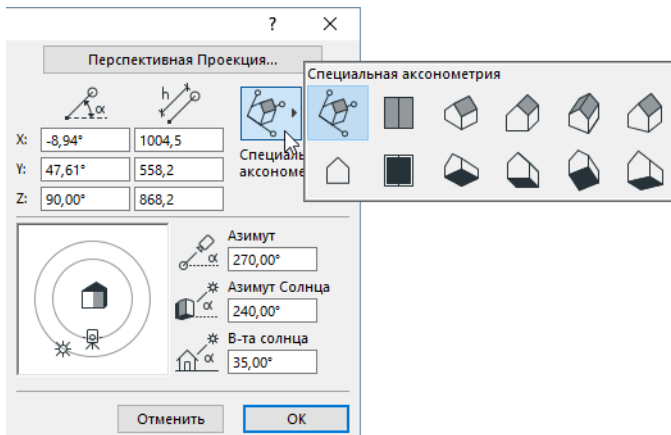 ?
Перспективная Проекция...
Специальная аксонометрия
α
h
X: -8,94° 1004,5
Y: 47,61° 558,2
Z: 90,00° 868,2
аксономе
Азимут
α 270,00°
Азимут Солнца
α 240,00°
В-та солнца
α 35,00°
Отменить OK